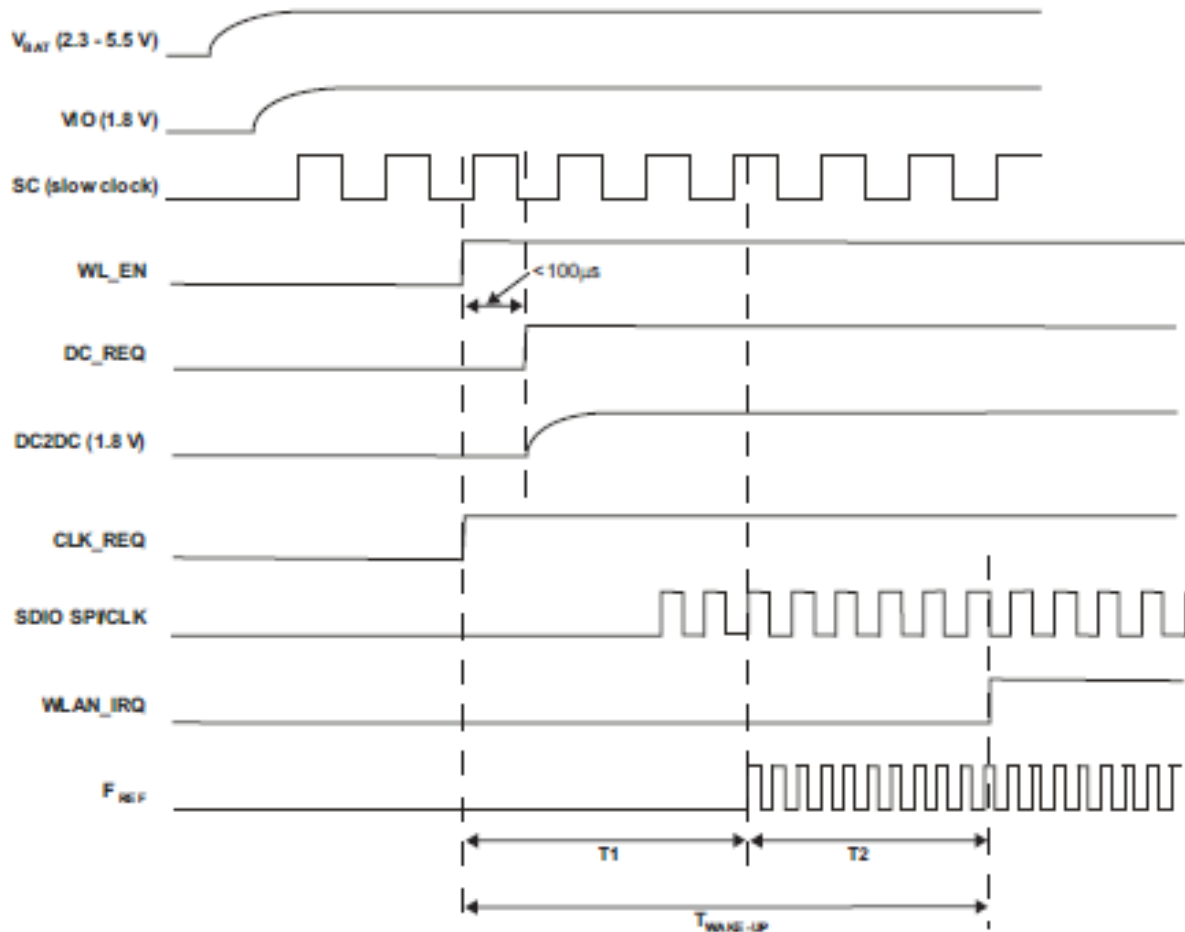 VBAT (2.3 - 5.5 V)
VIO (1.8 V)
SC (slow clock)
WL_EN
<100μs
DC_REQ
DC2DC (1.8 V)
CLK_REQ
SDIO SPI/CLK
WLAN_IRQ
FREF
T1
T2
TWAKE-UP